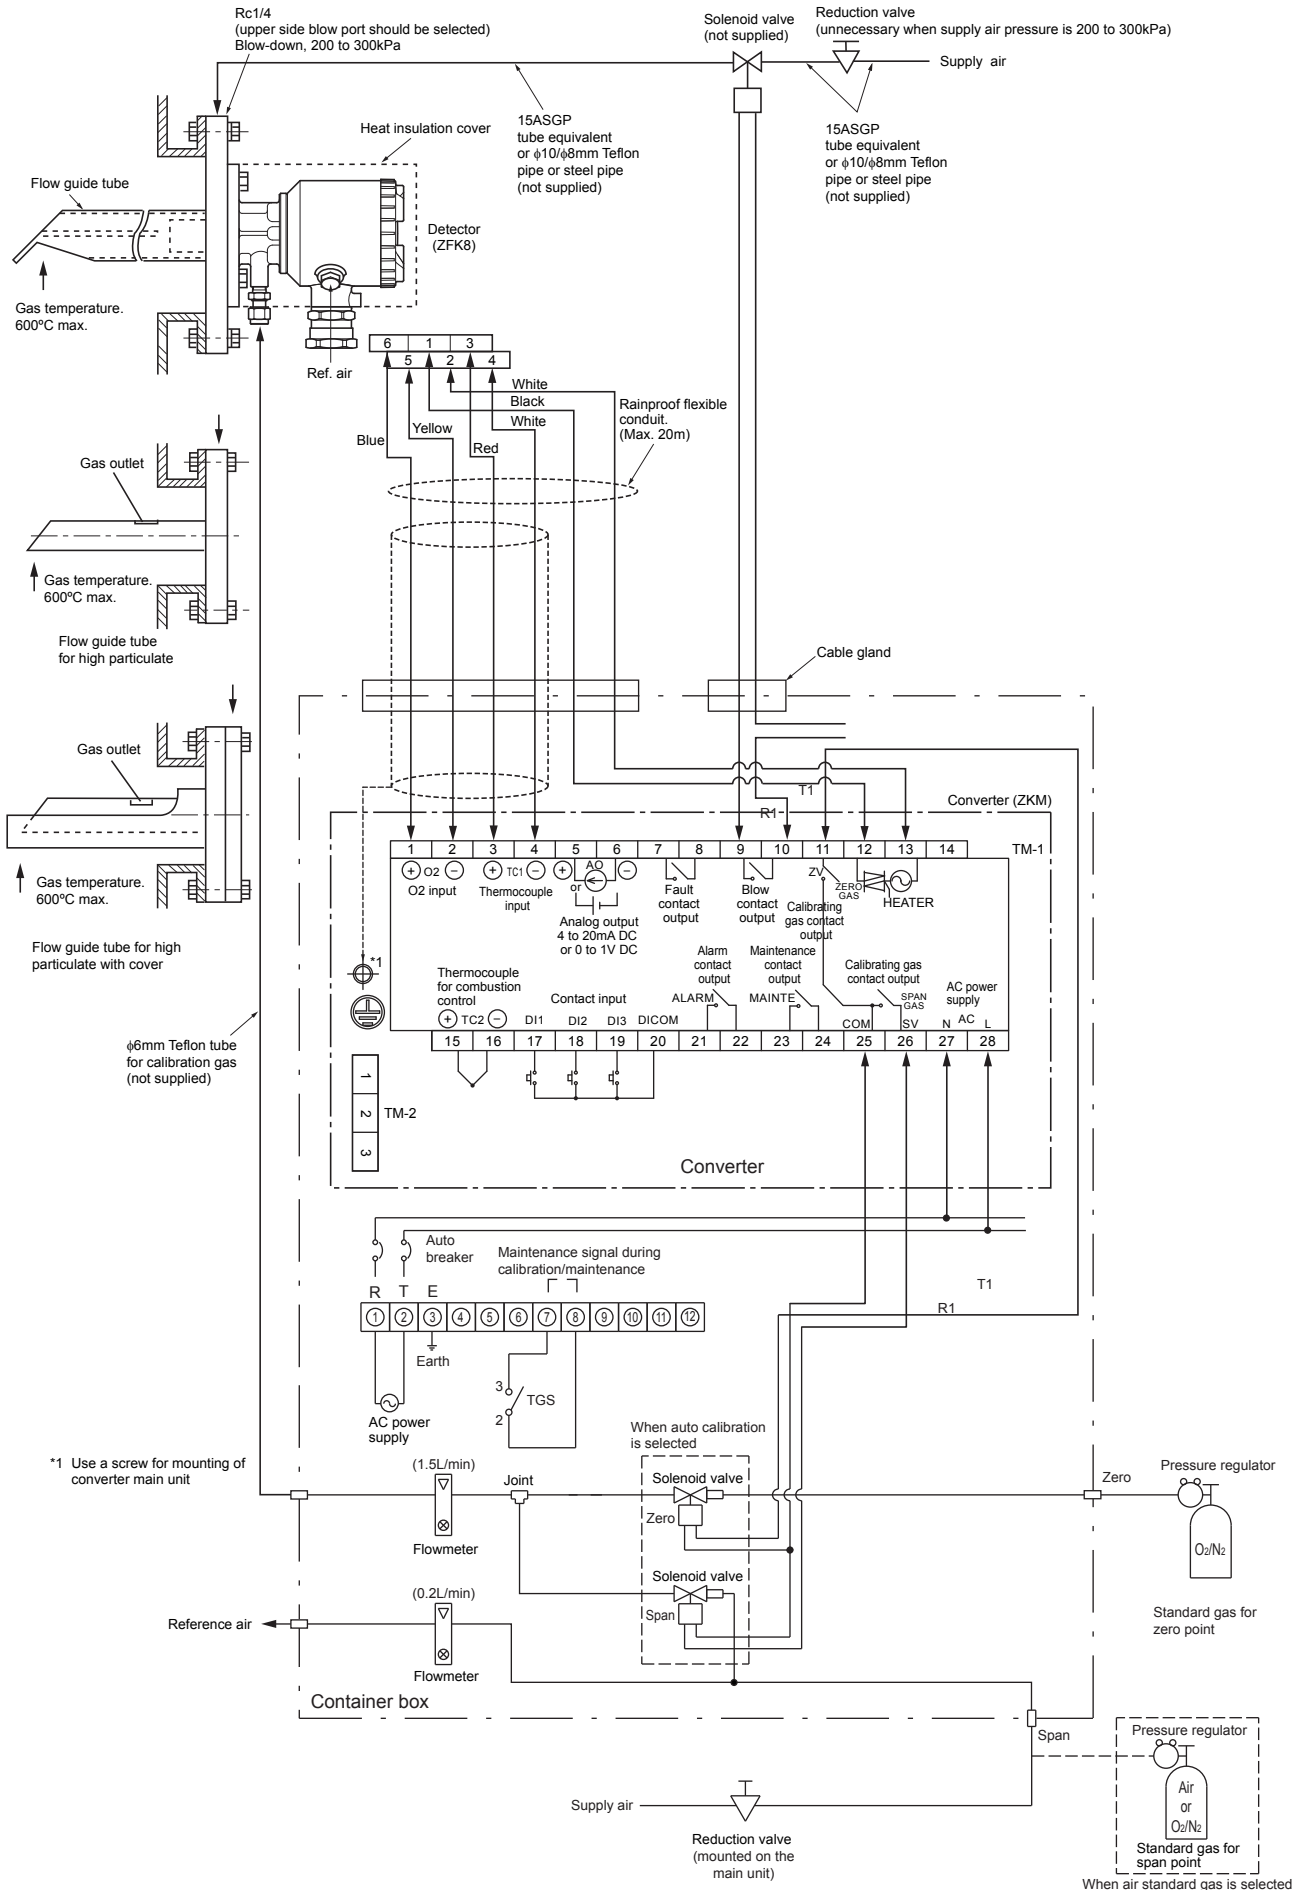 Rc1/4
(upper side blow port should be selected)
Blow-down, 200 to 300kPa
Solenoid valve
(not supplied)
Reduction valve
(unnecessary when supply air pressure is 200 to 300kPa)
Supply air
15ASGP
tube equivalent
or ϕ10/ϕ8mm Teflon
pipe or steel pipe
(not supplied)
15ASGP
tube equivalent
or ϕ10/ϕ8mm Teflon
pipe or steel pipe
(not supplied)
Heat insulation cover
Flow guide tube
Detector
(ZFK8)
Gas temperature.
600ºC max.
Ref. air
6 1 3
5 2 4
White
Black
White
Blue
Yellow
Red
Rainproof flexible
conduit.
(Max. 20m)
Gas outlet
Gas temperature.
600ºC max.
Flow guide tube
for high particulate
Cable gland
Gas outlet
Gas temperature.
600ºC max.
Flow guide tube for high
particulate with cover
T1
R1
Converter (ZKM)
1 2 3 4 5 6 7 8 9 10 11 12 13 14
TM-1
+ O2 −
O2 input
+ TC1 −
Thermocouple
input
+ AO −
or
Analog output
4 to 20mA DC
or 0 to 1V DC
Fault
contact
output
Blow
contact
output
ZV
ZERO
GAS
Calibrating
gas contact
output
HEATER
*1
Thermocouple
for combustion
control
+ TC2 −
Contact input
DI1 DI2 DI3 DICOM
Alarm
contact
output
ALARM
Maintenance
contact
output
MAINTE
Calibrating gas
contact output
SPAN
GAS
COM
SV
AC power
supply
N AC L
15 16 17 18 19 20 21 22 23 24 25 26 27 28
ϕ6mm Teflon tube
for calibration gas
(not supplied)
1
2
3
TM-2
Converter
Auto
breaker
Maintenance signal during
calibration/maintenance
T1
R1
R T E
① ② ③ ④ ⑤ ⑥ ⑦ ⑧ ⑨ ⑩ ⑪ ⑫
Earth
3
TGS
2
AC power
supply
When auto calibration
is selected
*1 Use a screw for mounting of
converter main unit
(1.5L/min)
Joint
Solenoid valve
Zero
Zero
Pressure regulator
Flowmeter
O2/N2
Solenoid valve
Span
(0.2L/min)
Reference air
Flowmeter
Standard gas for
zero point
Container box
Span
Pressure regulator
Air
or
O2/N2
Supply air
Reduction valve
(mounted on the
main unit)
Standard gas for
span point
When air standard gas is selected